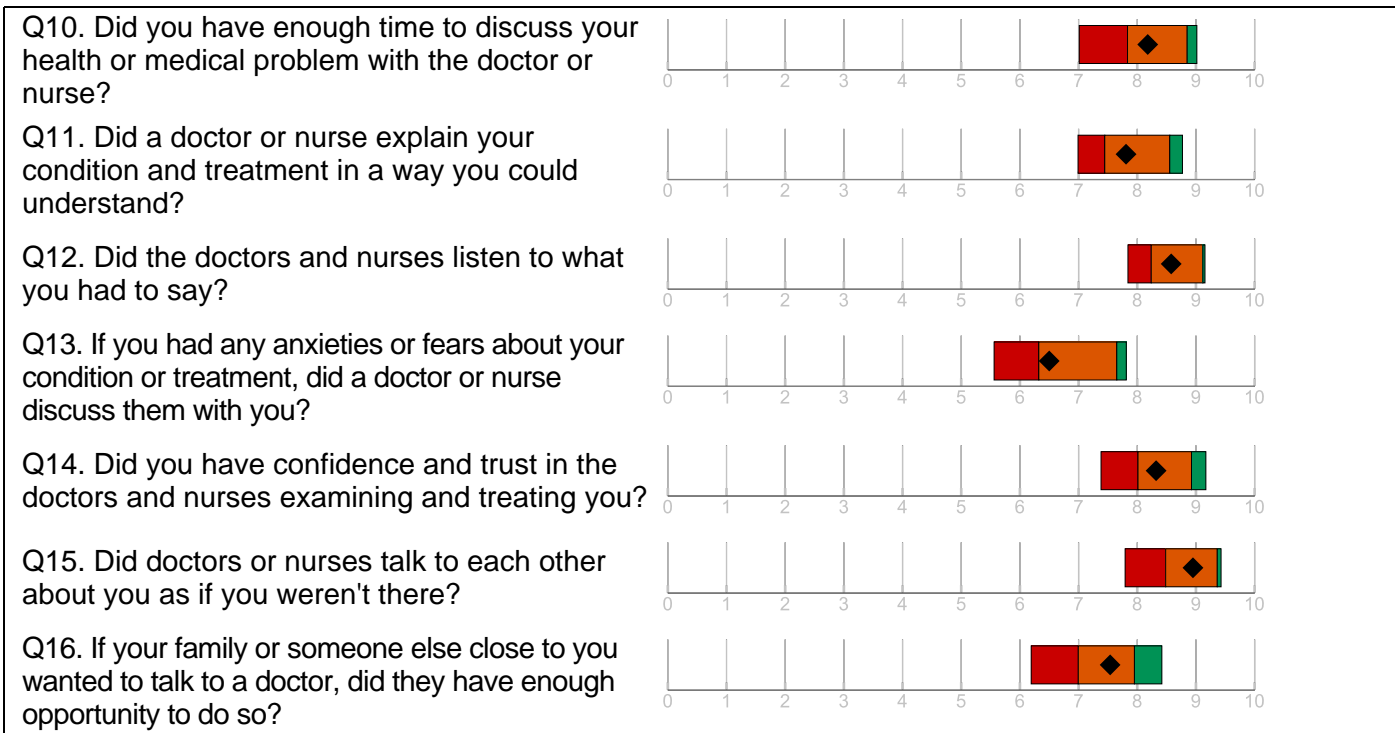 Q10. Did you have enough time to discuss your
health or medical problem with the doctor or
nurse?
0 1 2 3 4 5 6 7 8 9 10
Q11. Did a doctor or nurse explain your
condition and treatment in a way you could
understand?
0 1 2 3 4 5 6 7 8 9 10
Q12. Did the doctors and nurses listen to what
you had to say?
0 1 2 3 4 5 6 7 8 9 10
Q13. If you had any anxieties or fears about your
condition or treatment, did a doctor or nurse
discuss them with you?
0 1 2 3 4 5 6 7 8 9 10
Q14. Did you have confidence and trust in the
doctors and nurses examining and treating you?
0 1 2 3 4 5 6 7 8 9 10
Q15. Did doctors or nurses talk to each other
about you as if you weren't there?
0 1 2 3 4 5 6 7 8 9 10
Q16. If your family or someone else close to you
wanted to talk to a doctor, did they have enough
opportunity to do so?
0 1 2 3 4 5 6 7 8 9 10